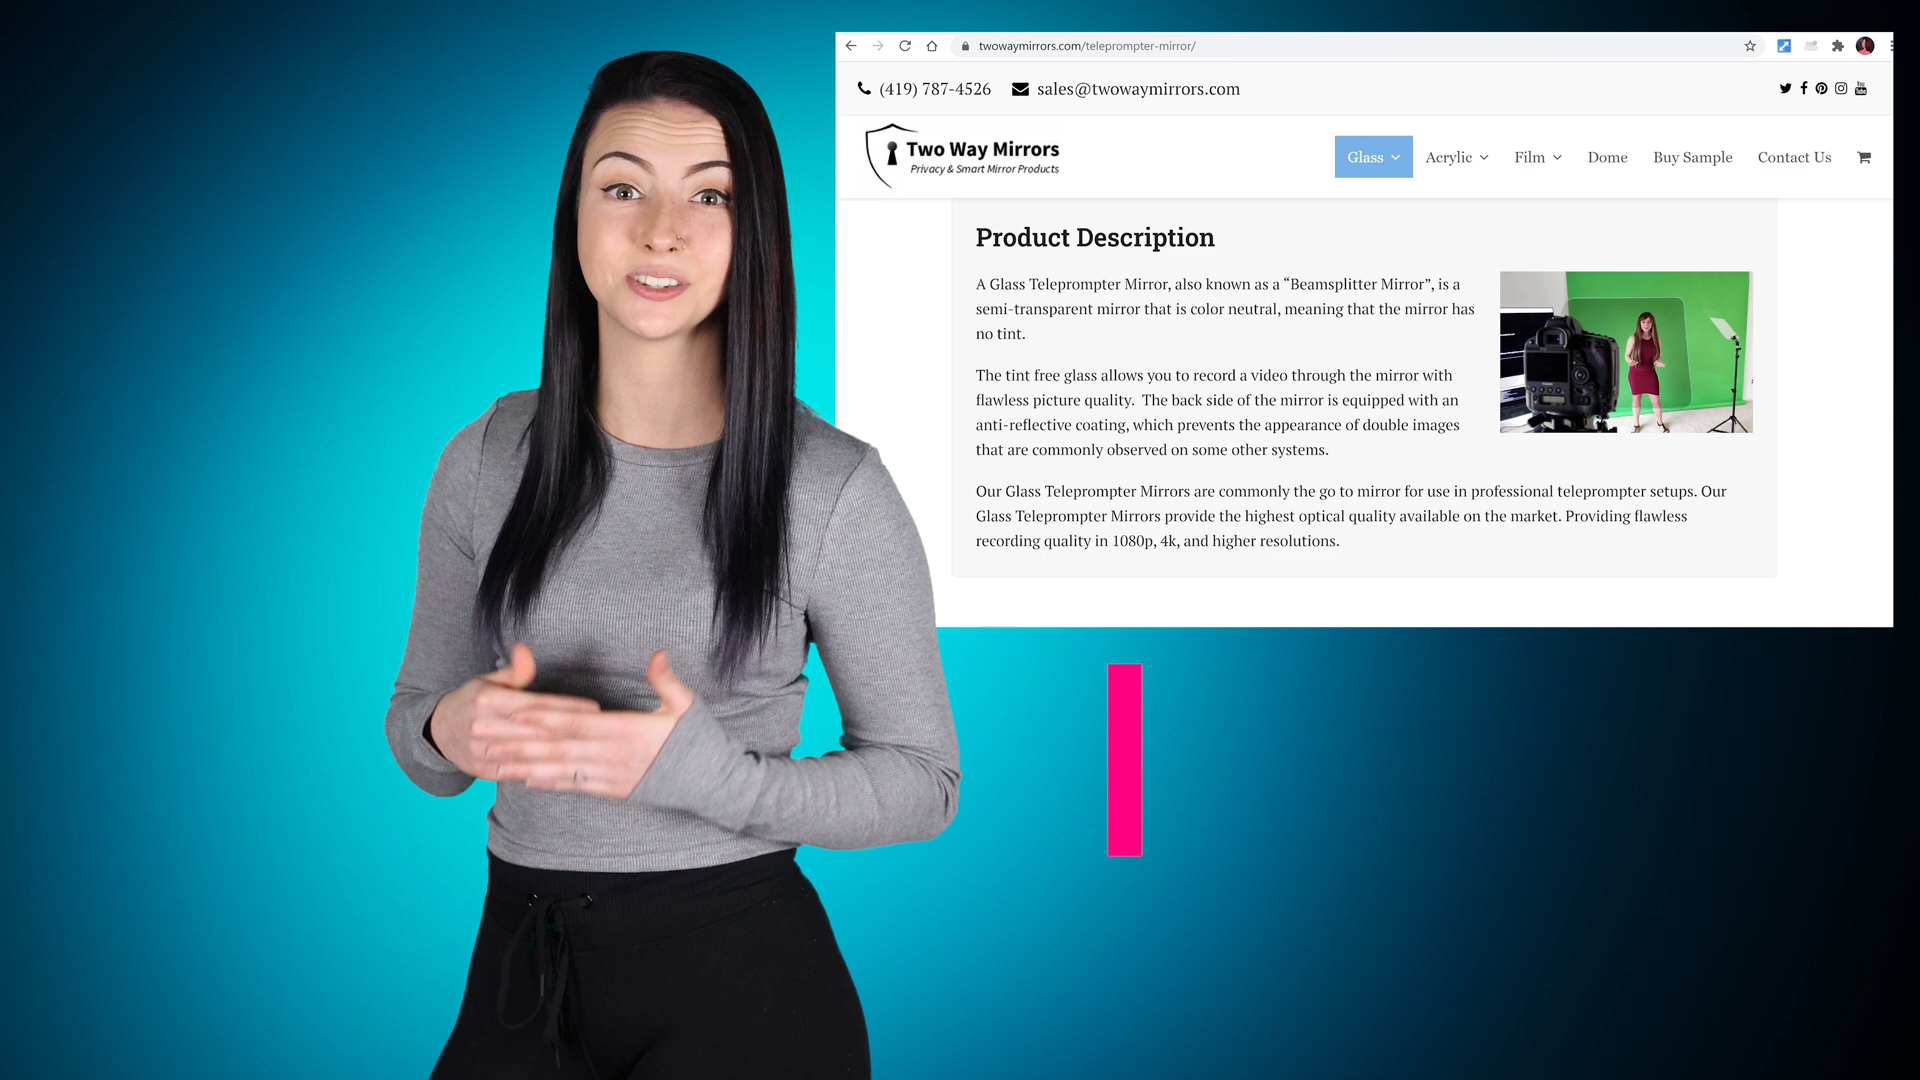 twowaymirrors.com/teleprompter-mirror/
(419) 787-4526 sales@twowaymirrors.com
Two Way Mirrors
Privacy & Smart Mirror Products
Glass Acrylic Film Dome Buy Sample Contact Us
Product Description
A Glass Teleprompter Mirror, also known as a “Beamsplitter Mirror”, is a
semi-transparent mirror that is color neutral, meaning that the mirror has
no tint.
The tint free glass allows you to record a video through the mirror with
flawless picture quality. The back side of the mirror is equipped with an
anti-reflective coating, which prevents the appearance of double images
that are commonly observed on some other systems.
Our Glass Teleprompter Mirrors are commonly the go to mirror for use in professional teleprompter setups. Our
Glass Teleprompter Mirrors provide the highest optical quality available on the market. Providing flawless
recording quality in 1080p, 4k, and higher resolutions.